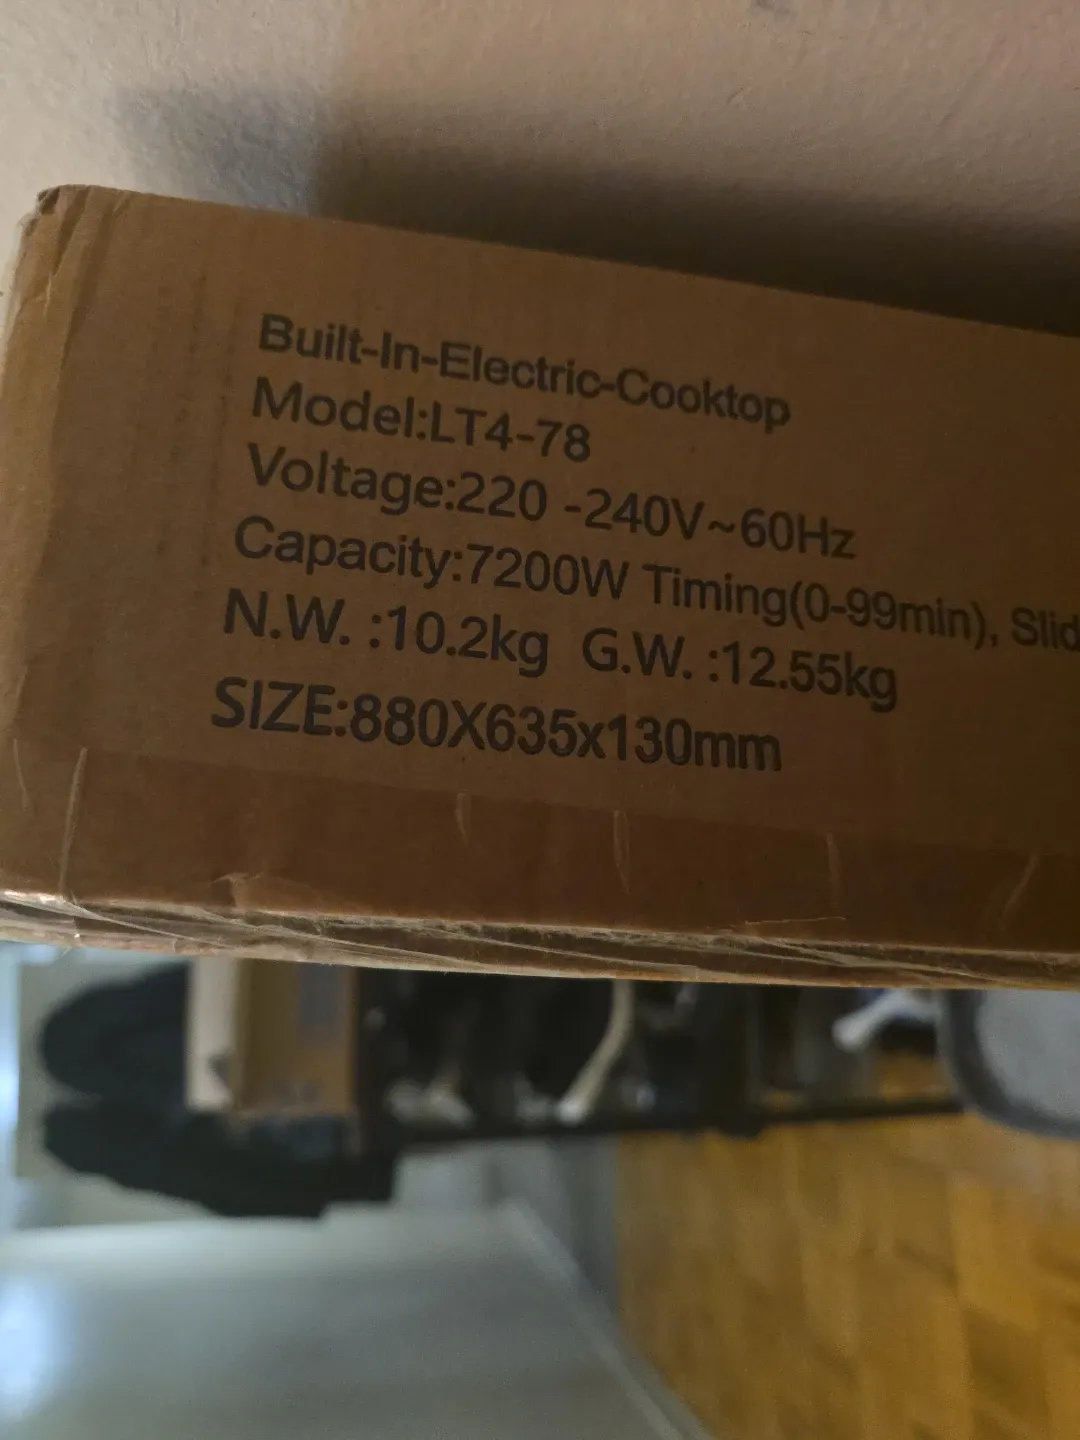 Built-In-Electric-Cooktop
Model:LT4-78
Voltage:220 -240V~60Hz
Capacity:7200W Timing(0-99min), Slid
N.W. :10.2kg G.W. :12.55kg
SIZE:880X635x130mm